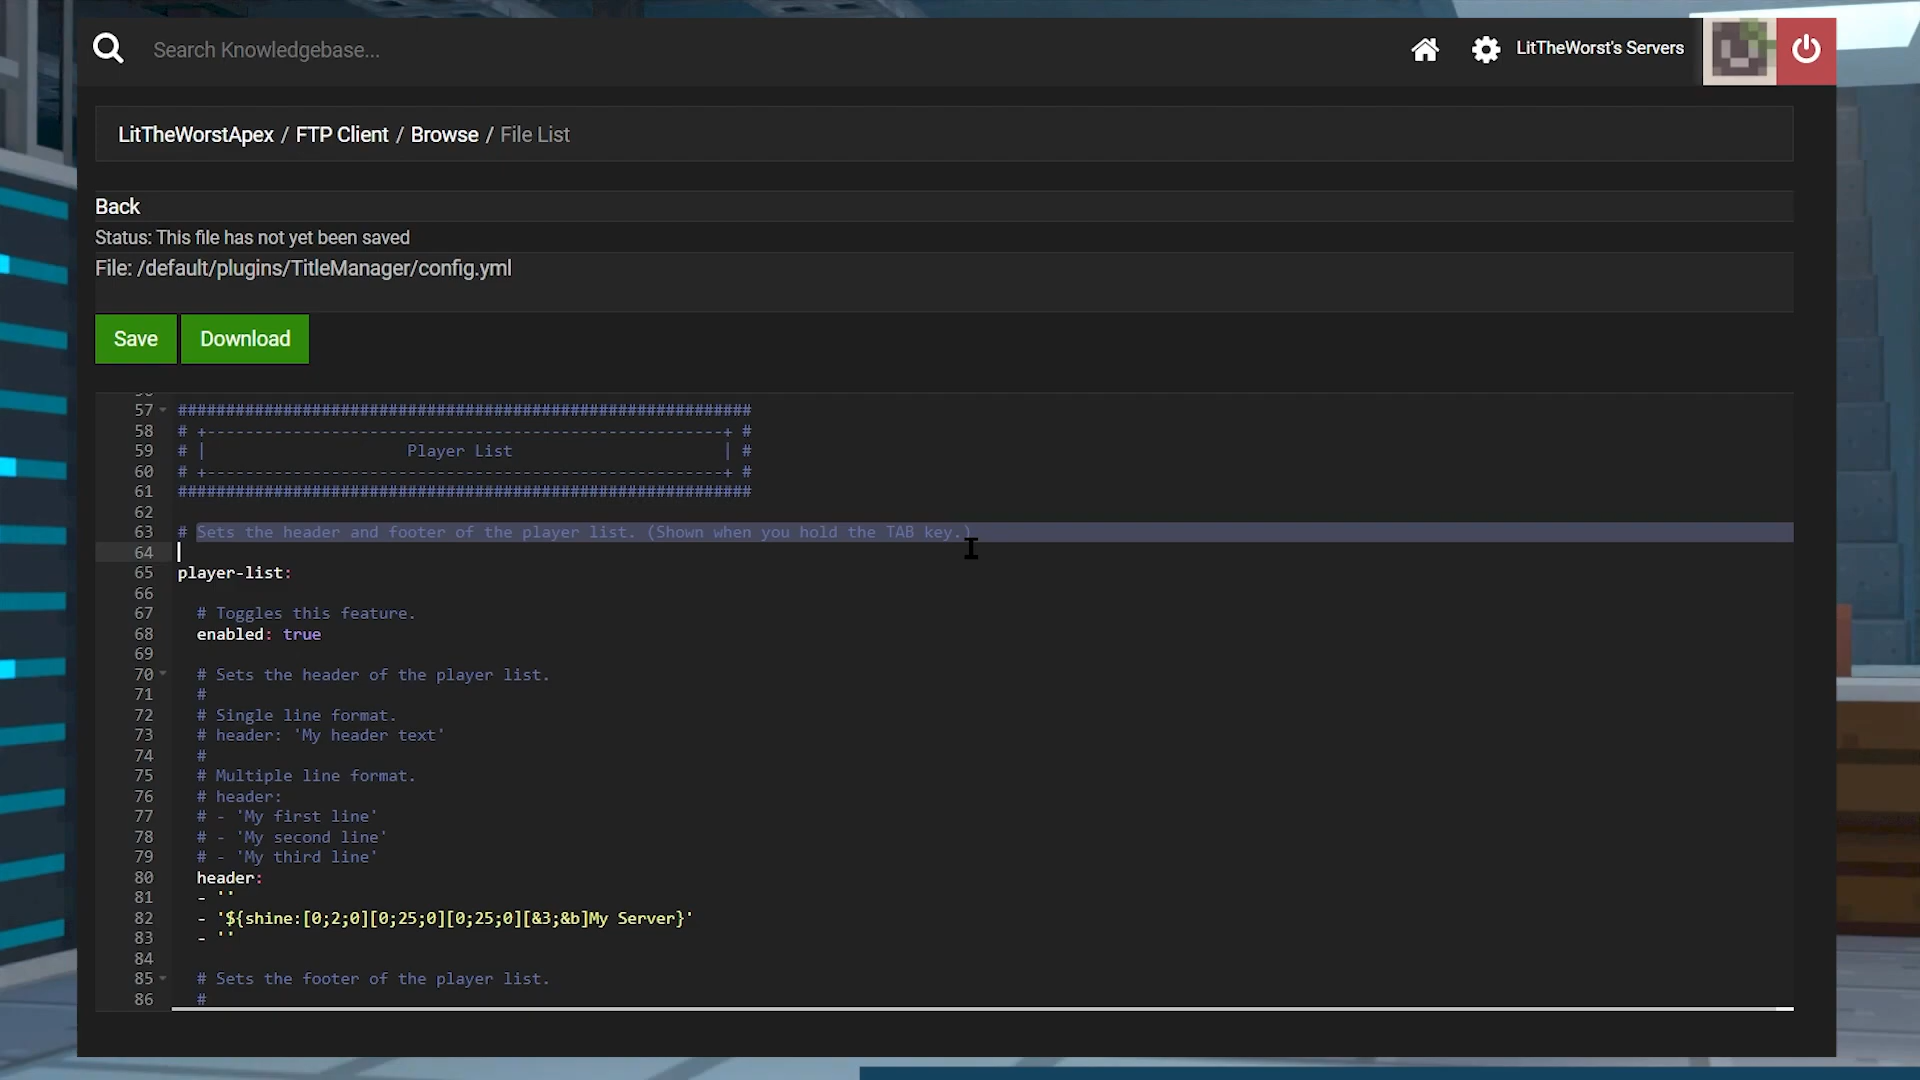 Search Knowledgebase...
LitTheWorst's Servers
LitTheWorstApex / FTP Client / Browse / File List
Back
Status: This file has not yet been saved
File: /default/plugins/TitleManager/config.yml
Save
Download
57 ############################################################
58 # +------------------------------------------------------+ #
59 # | Player List | #
60 # +------------------------------------------------------+ #
61 ############################################################
62
63 # Sets the header and footer of the player list. (Shown when you hold the TAB key.)
64
65 player-list:
66
67 # Toggles this feature.
68 enabled: true
69
70 # Sets the header of the player list.
71 #
72 # Single line format.
73 # header: 'My header text'
74 #
75 # Multiple line format.
76 # header:
77 # - 'My first line'
78 # - 'My second line'
79 # - 'My third line'
80 header:
81 - ''
82 - '${shine:[0;2;0][0;25;0][0;25;0][&3;&b]My Server}'
83 - ''
84
85 # Sets the footer of the player list.
86 #